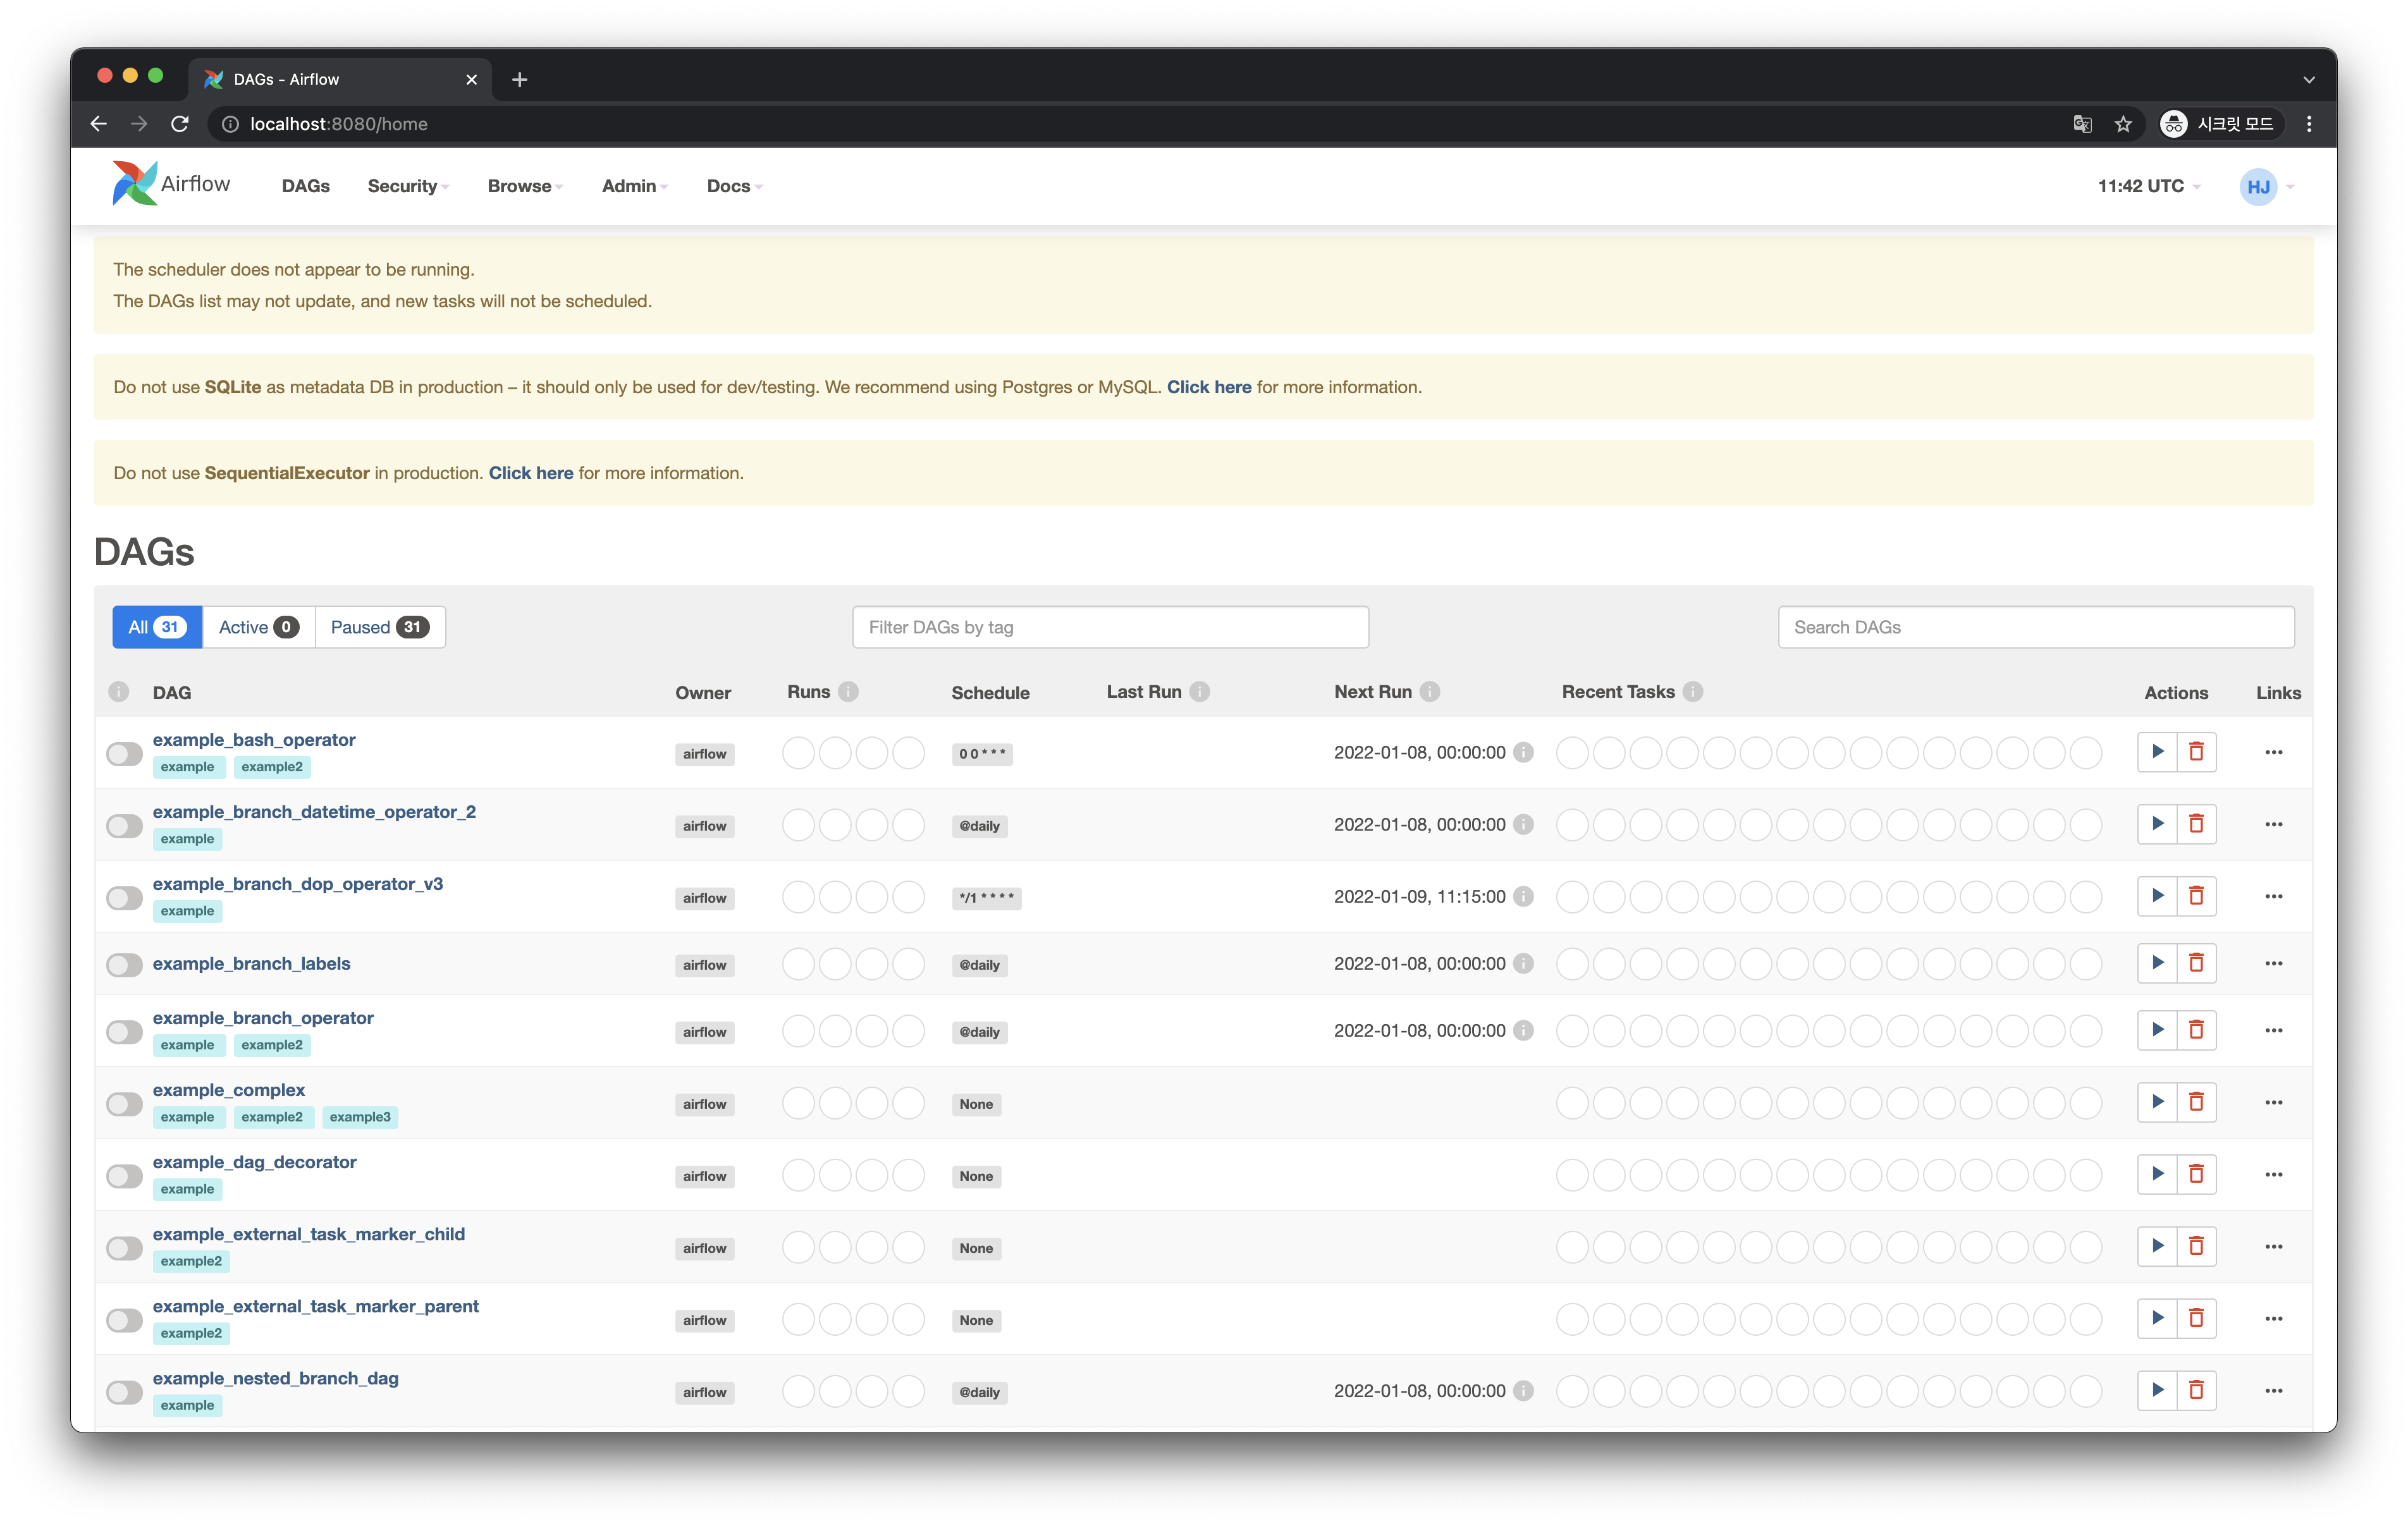 DAGs - Airflow
localhost:8080/home
시크릿 모드
Airflow DAGs Security Browse Admin Docs 11:42 UTC HJ
The scheduler does not appear to be running.
The DAGs list may not update, and new tasks will not be scheduled.
Do not use SQLite as metadata DB in production – it should only be used for dev/testing. We recommend using Postgres or MySQL. Click here for more information.
Do not use SequentialExecutor in production. Click here for more information.
DAGs
All 31 Active 0 Paused 31 Filter DAGs by tag Search DAGs
DAG Owner Runs Schedule Last Run Next Run Recent Tasks Actions Links
example_bash_operator
example example2
airflow 0 0 * * * 2022-01-08, 00:00:00
example_branch_datetime_operator_2
example
airflow @daily 2022-01-08, 00:00:00
example_branch_dop_operator_v3
example
airflow */1 * * * * 2022-01-09, 11:15:00
example_branch_labels airflow @daily 2022-01-08, 00:00:00
example_branch_operator
example example2
airflow @daily 2022-01-08, 00:00:00
example_complex
example example2 example3
airflow None
example_dag_decorator
example
airflow None
example_external_task_marker_child
example2
airflow None
example_external_task_marker_parent
example2
airflow None
example_nested_branch_dag
example
airflow @daily 2022-01-08, 00:00:00